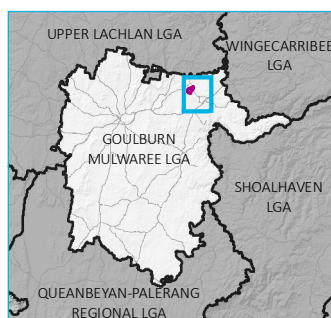 UPPER LACHLAN LGA
WINGECARRIBEE
LGA
GOULBURN
MULWAREE LGA
SHOALHAVEN
LGA
QUEANBEYAN-PALERANG
REGIONAL LGA